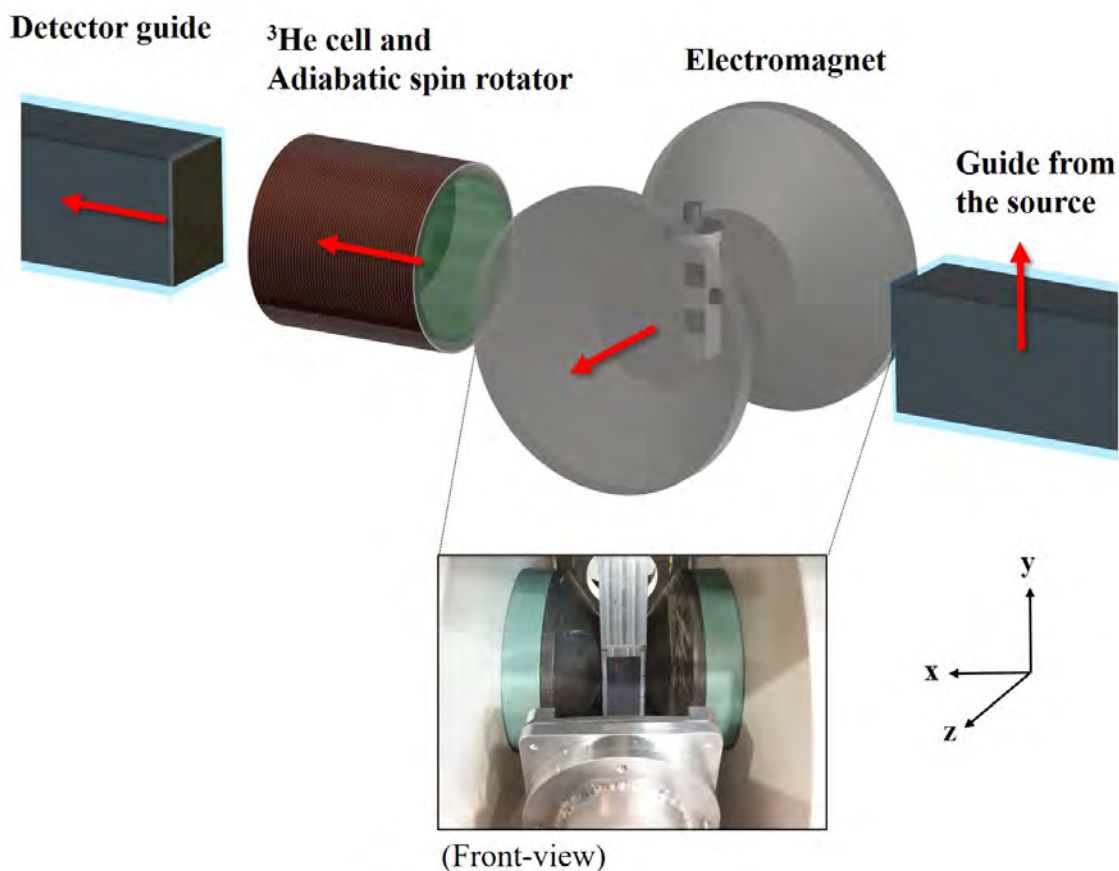 Detector guide
³He cell and
Adiabatic spin rotator
Electromagnet
Guide from
the source
y
x
z
(Front-view)